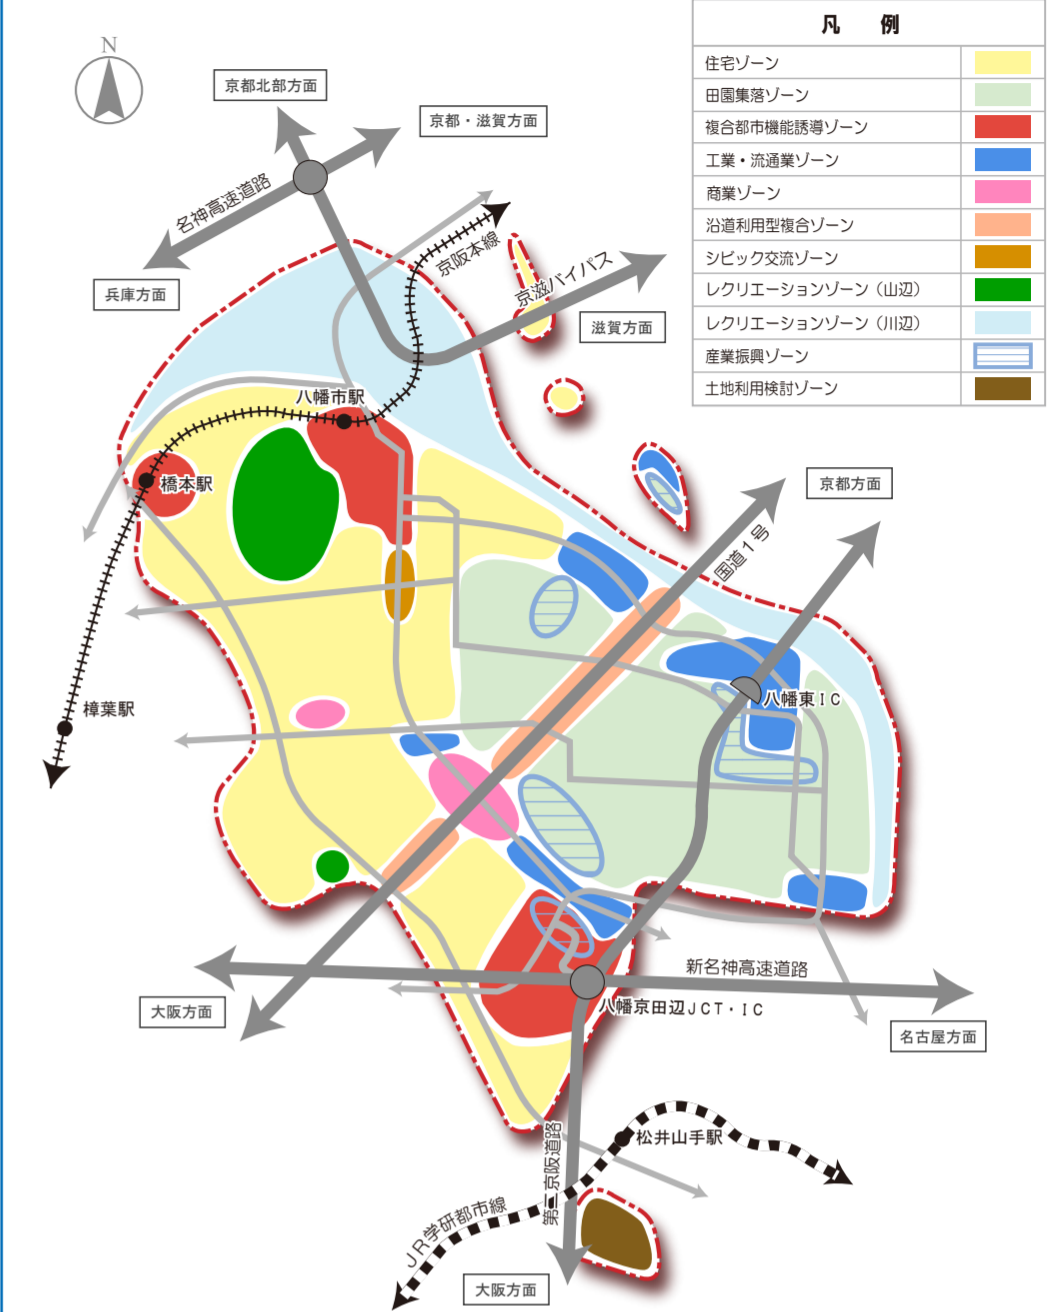 凡 例
住宅ゾーン
田園集落ゾーン
複合都市機能誘導ゾーン
工業・流通業ゾーン
商業ゾーン
沿道利用型複合ゾーン
シビック交流ゾーン
レクリエーションゾーン（山辺）
レクリエーションゾーン（川辺）
産業振興ゾーン
土地利用検討ゾーン
N
京都北部方面
京都・滋賀方面
名神高速道路
兵庫方面
京阪本線
京滋バイパス
滋賀方面
八幡市駅
橋本駅
京都方面
国道１号
八幡東ＩＣ
樟葉駅
新名神高速道路
大阪方面
八幡京田辺ＪＣＴ・ＩＣ
名古屋方面
第二京阪道路
松井山手駅
ＪＲ学研都市線
大阪方面